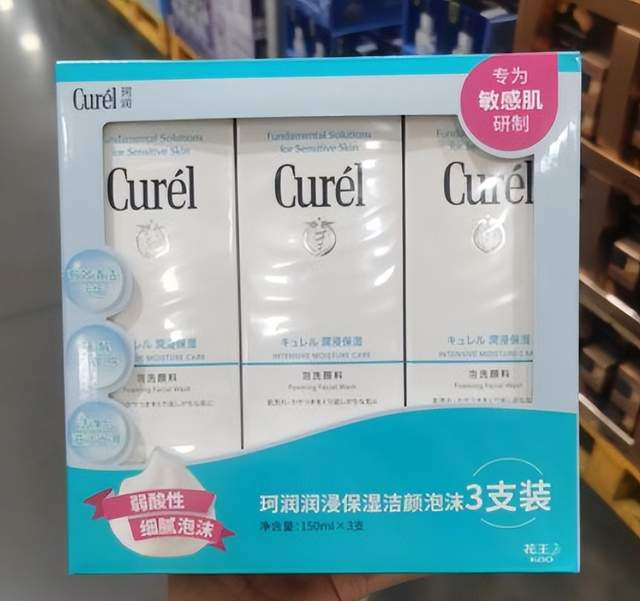 Curél 珂润
专为
敏感肌
研制
Fundamental Solutions
for Sensitive Skin
Curél
キュレル 潤浸保湿
INTENSIVE MOISTURE CARE
泡洗顔料
Foaming Facial Wash
Fundamental Solutions
for Sensitive Skin
Curél
キュレル 潤浸保湿
INTENSIVE MOISTURE CARE
泡洗顔料
Foaming Facial Wash
Curél
キュレル 潤浸保湿
INTENSIVE MOISTURE
泡洗顔料
Foaming Facial Wash
弱酸性
细腻泡沫
珂润润浸保湿洁颜泡沫3支装
净含量:150ml×3支
花王
Kao